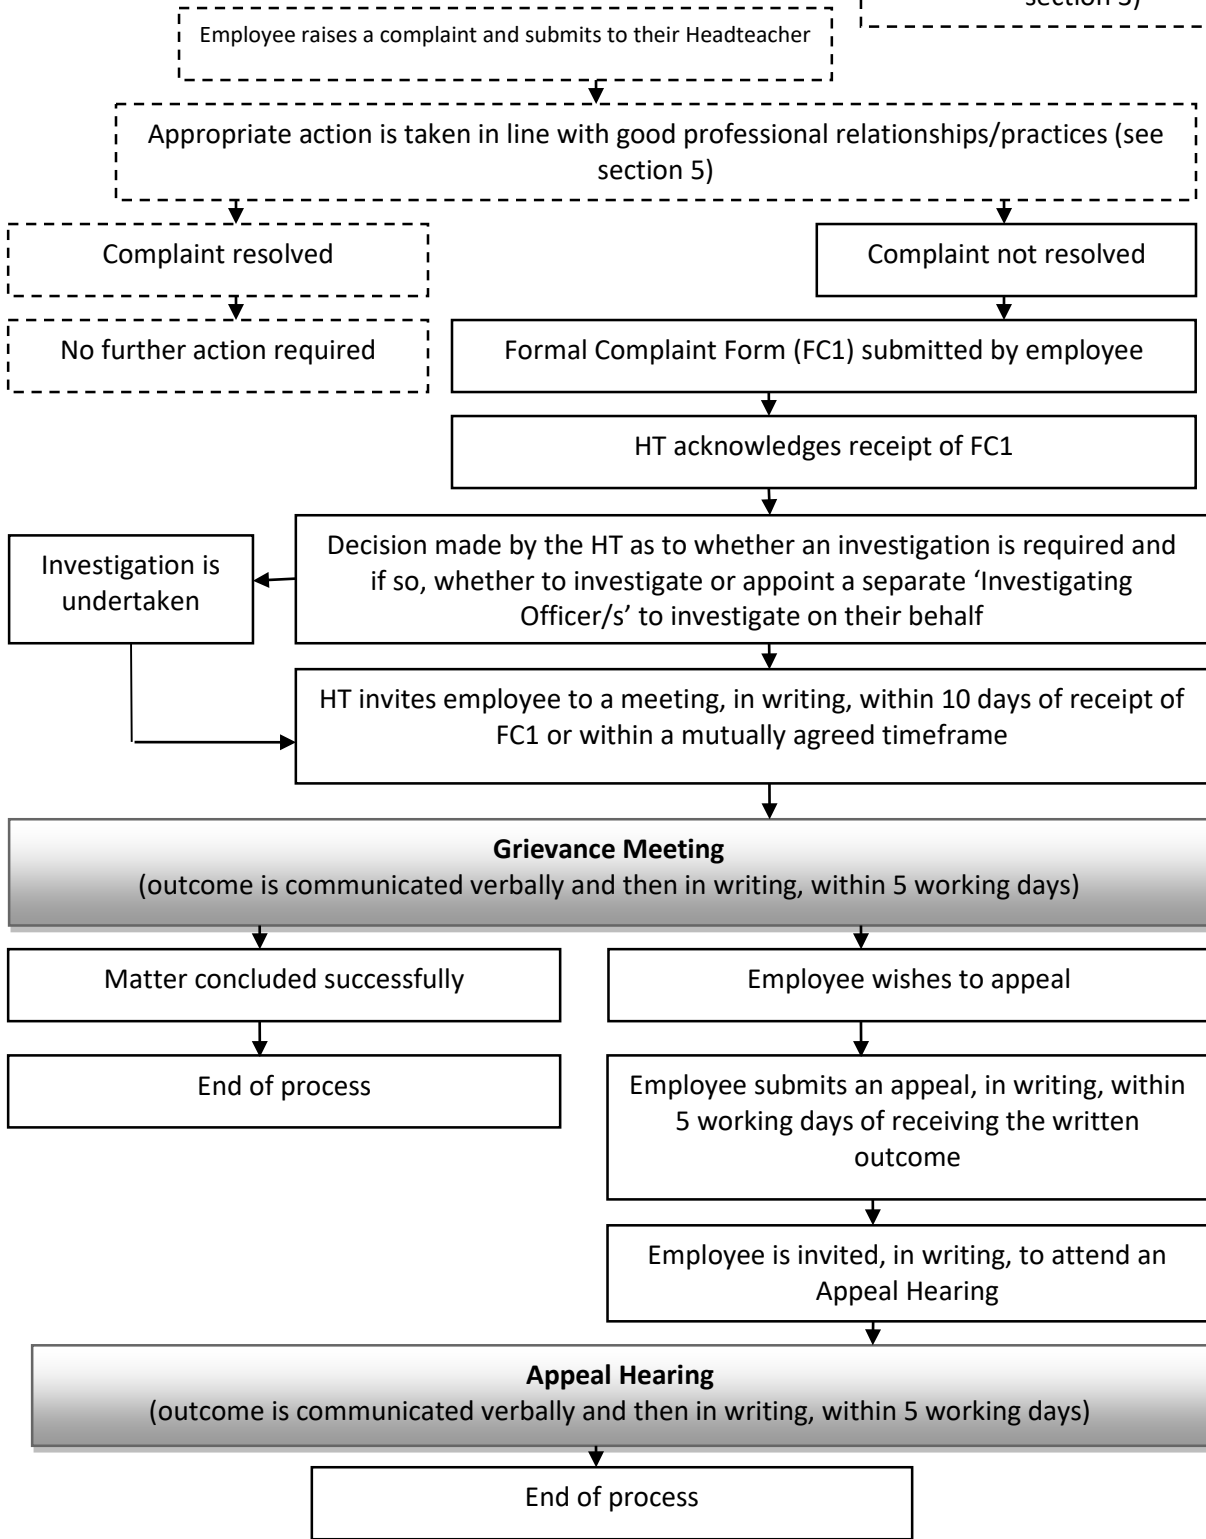 section 5)
Employee raises a complaint and submits to their Headteacher
Appropriate action is taken in line with good professional relationships/practices (see
section 5)
Complaint resolved
Complaint not resolved
No further action required
Formal Complaint Form (FC1) submitted by employee
HT acknowledges receipt of FC1
Investigation is
undertaken
Decision made by the HT as to whether an investigation is required and
if so, whether to investigate or appoint a separate ‘Investigating
Officer/s’ to investigate on their behalf
HT invites employee to a meeting, in writing, within 10 days of receipt of
FC1 or within a mutually agreed timeframe
Grievance Meeting
(outcome is communicated verbally and then in writing, within 5 working days)
Matter concluded successfully
Employee wishes to appeal
End of process
Employee submits an appeal, in writing, within
5 working days of receiving the written
outcome
Employee is invited, in writing, to attend an
Appeal Hearing
Appeal Hearing
(outcome is communicated verbally and then in writing, within 5 working days)
End of process